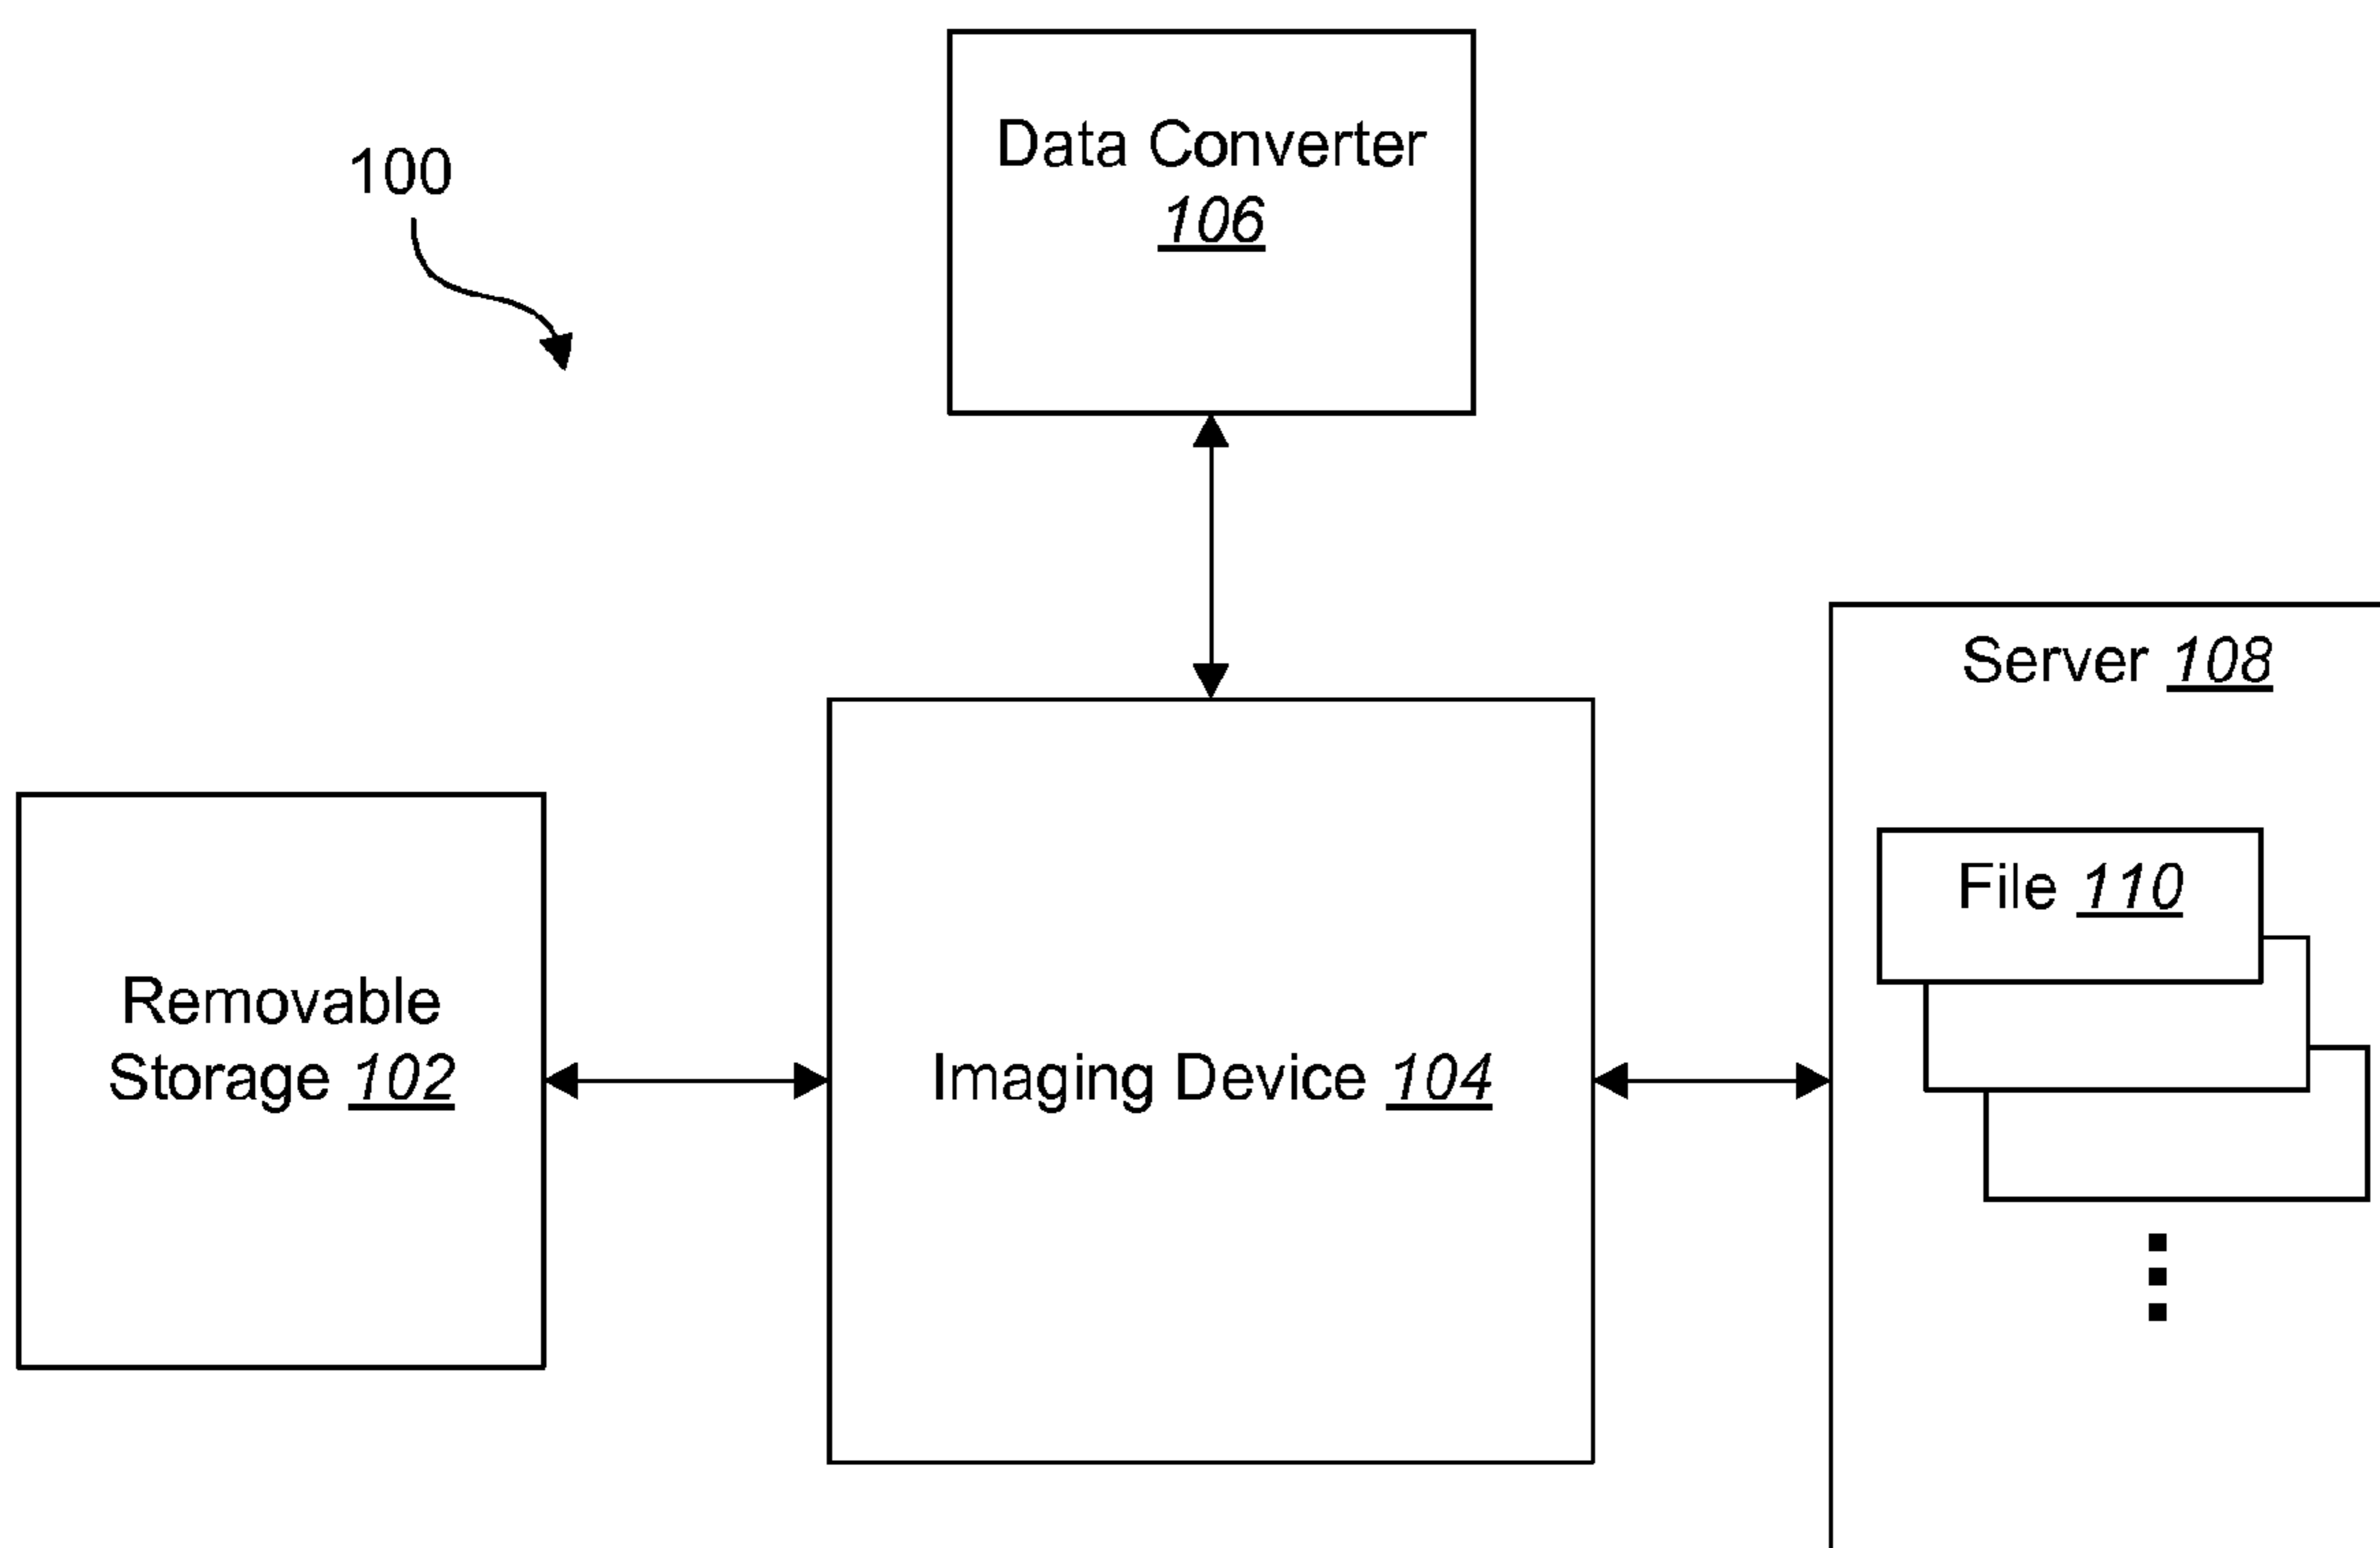 Data Converter
106
100
Server 108
File 110
Removable
Storage 102
Imaging Device 104